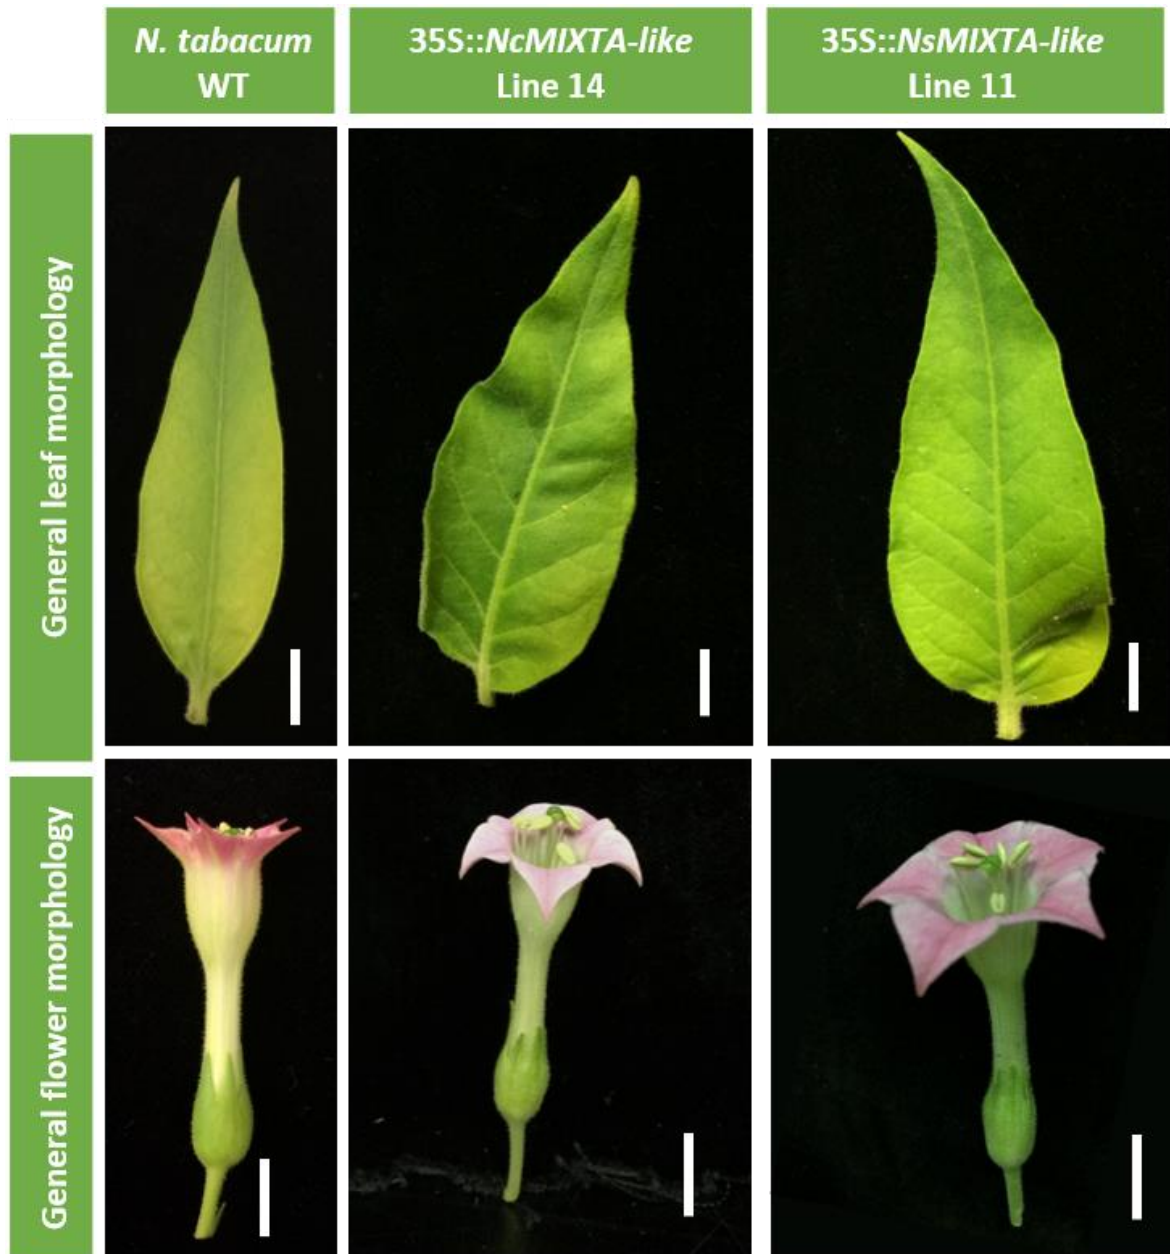 N. tabacum
WT
35S::NcMIXTA-like
Line 14
35S::NsMIXTA-like
Line 11
General leaf morphology
General flower morphology